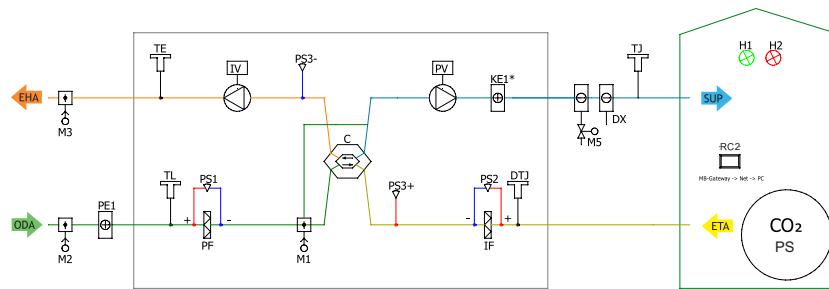 H1
H2
TE
IV
PS3-
PV
KE1*
TJ
EHA
SUP
M3
C
M5
DX
RC2
MB-Gateway -> Net -> PC
TL
PS1
PS3+
PS2
DTJ
PE1
ODA
+
-
-
+
ETA
CO₂
PS
M2
PF
M1
IF